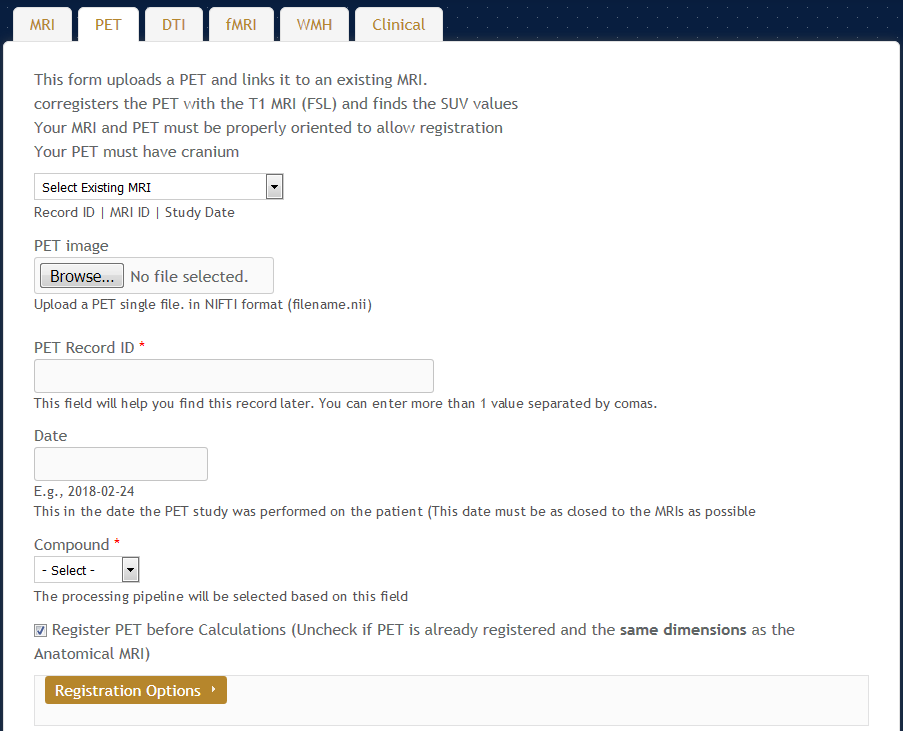 MRI PET DTI fMRI WMH Clinical
This form uploads a PET and links it to an existing MRI.
corregisters the PET with the T1 MRI (FSL) and finds the SUV values
Your MRI and PET must be properly oriented to allow registration
Your PET must have cranium
Select Existing MRI
Record ID | MRI ID | Study Date
PET image
Browse... No file selected.
Upload a PET single file. in NIFTI format (filename.nii)
PET Record ID *
This field will help you find this record later. You can enter more than 1 value separated by comas.
Date
E.g., 2018-02-24
This in the date the PET study was performed on the patient (This date must be as closed to the MRIs as possible
Compound *
- Select -
The processing pipeline will be selected based on this field
Register PET before Calculations (Uncheck if PET is already registered and the same dimensions as the
Anatomical MRI)
Registration Options